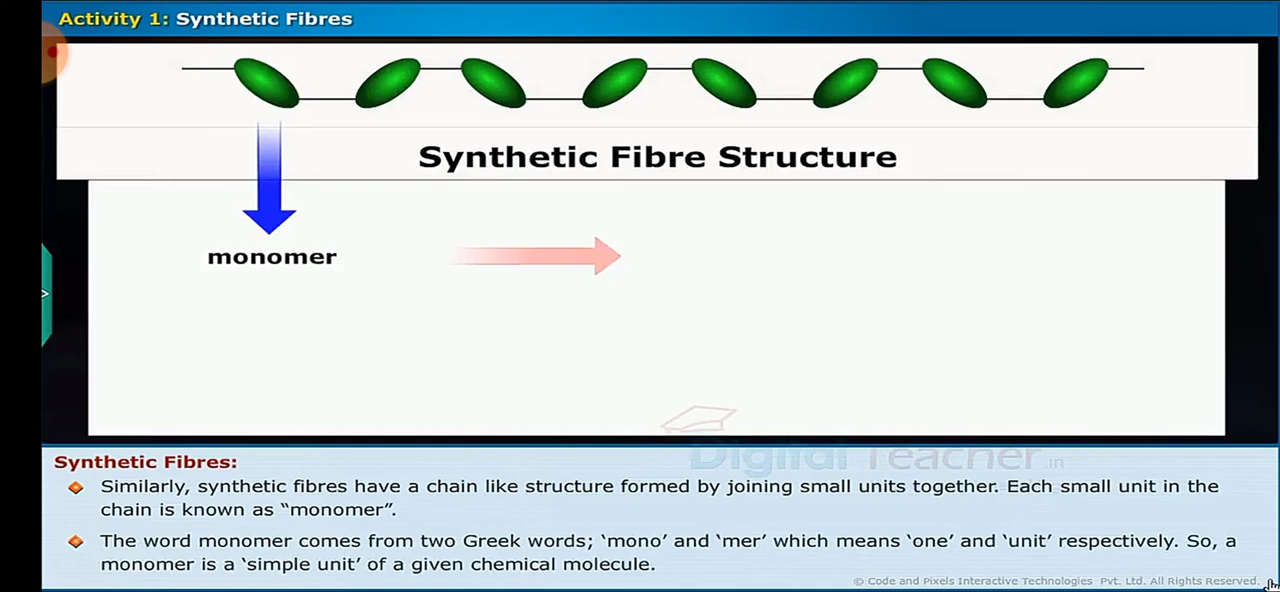 Activity 1: Synthetic Fibres
Synthetic Fibre Structure
monomer
Digital Teacher.in
Synthetic Fibres:
Similarly, synthetic fibres have a chain like structure formed by joining small units together. Each small unit in the
chain is known as “monomer”.
The word monomer comes from two Greek words; ‘mono’ and ‘mer’ which means ‘one’ and ‘unit’ respectively. So, a
monomer is a ‘simple unit’ of a given chemical molecule.
© Code and Pixels Interactive Technologies Pvt. Ltd. All Rights Reserved.